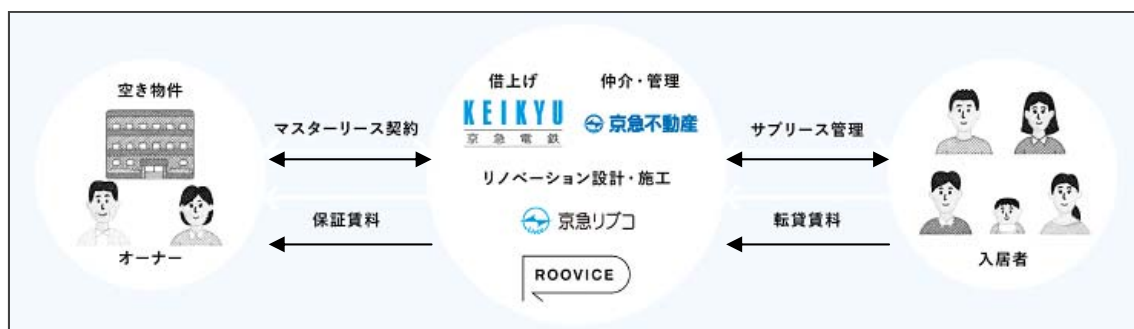 空き物件
オーナー
マスターリース契約
保証賃料
借上げ
KEIKYU
京急電鉄
仲介・管理
京急不動産
リノベーション設計・施工
京急リブコ
ROOVICE
サブリース管理
転貸賃料
入居者